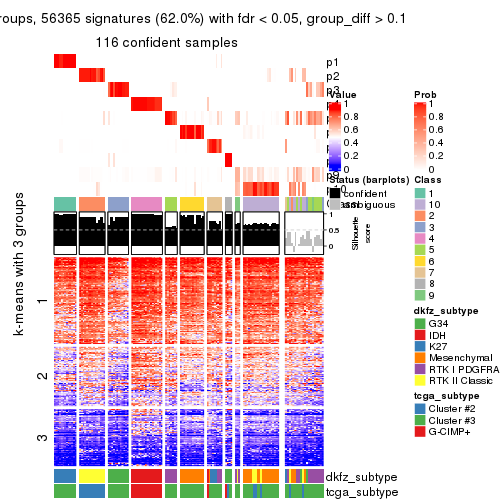 roups, 56365 signatures (62.0%) with fdr < 0.05, group_diff > 0.1
116 confident samples
p1
p2
Value
1
0.8
0.6
0.4
0.2
0
Prob
1
0.8
0.6
0.4
0.2
0
Status (barplots)
confident
ambiguous
Class
1
10
2
3
4
5
6
7
8
9
1
0.5
0
Silhouette
score
k-means with 3 groups
1
2
3
dkfz_subtype
G34
IDH
K27
Mesenchymal
RTK I PDGFRA
RTK II Classic
tcga_subtype
Cluster #2
Cluster #3
G-CIMP+
dkfz_subtype
tcga_subtype